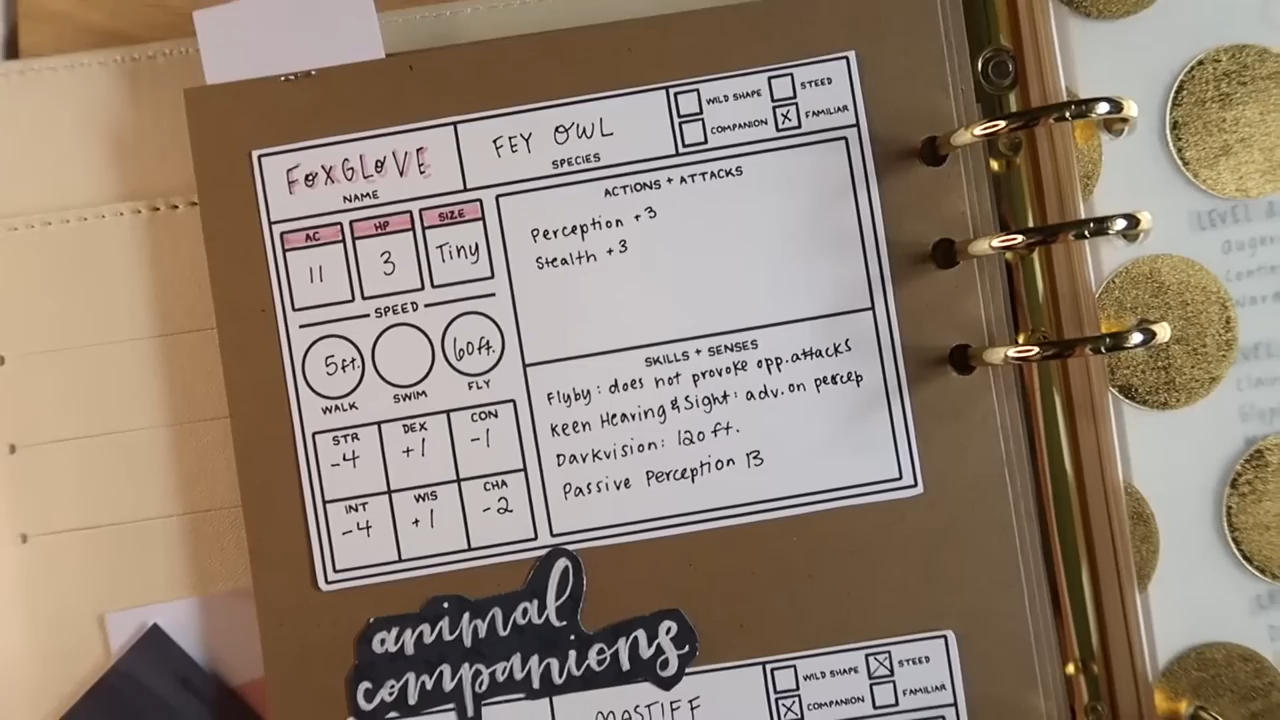 FOXGLOVE
NAME
FEY OWL
SPECIES
WILD SHAPE
STEED
COMPANION
X FAMILIAR
AC
11
HP
3
SIZE
Tiny
SPEED
5ft.
WALK
SWIM
60ft.
FLY
STR
-4
DEX
+1
CON
-1
INT
-4
WIS
+1
CHA
-2
ACTIONS + ATTACKS
Perception +3
Stealth +3
SKILLS + SENSES
Flyby: does not provoke opp. attacks
Keen Hearing & Sight: adv. on percep
Darkvision: 120 ft.
Passive Perception 13
animal
companions
MASTIFF
WILD SHAPE
X STEED
X COMPANION
FAMILIAR
LEVEL